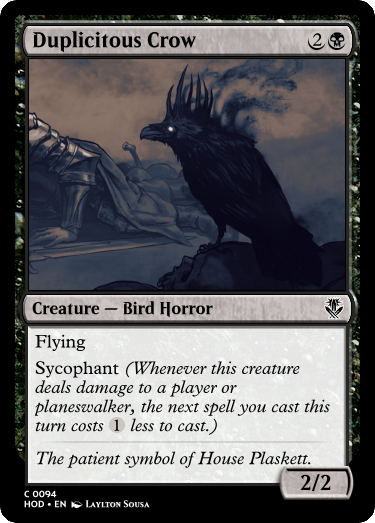 Duplicitous Crow 2
Creature — Bird Horror
Flying
Sycophant (Whenever this creature
deals damage to a player or
planeswalker, the next spell you cast this
turn costs 1 less to cast.)
The patient symbol of House Plaskett.
2/2
C 0094
HOD • EN Laylton Sousa